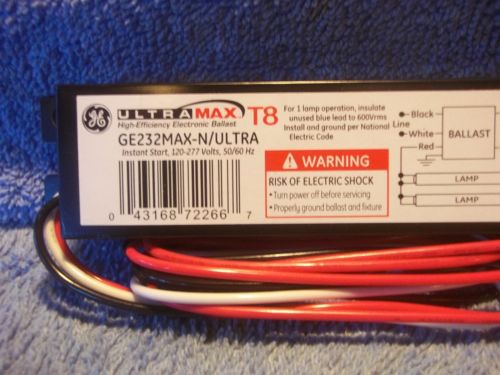 GE
ULTRAMAX T8
High-Efficiency Electronic Ballast
GE232MAX-N/ULTRA
Instant Start, 120-277 Volts, 50/60 Hz
0 43168 72266 7
For 1 lamp operation, insulate
unused blue lead to 600Vrms
Install and ground per National
Electric Code
WARNING
RISK OF ELECTRIC SHOCK
• Turn power off before servicing
• Properly ground ballast and fixture
Black
Line
White
Red
BALLAST
LAMP
LAMP